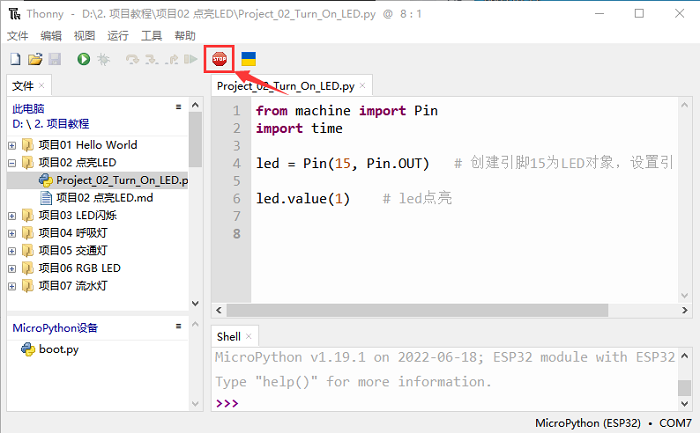 Thonny - D:\2. 项目教程\项目02 点亮LED\Project_02_Turn_On_LED.py @ 8 : 1
文件 编辑 视图 运行 工具 帮助
STOP
文件
此电脑
D: \ 2. 项目教程
项目01 Hello World
项目02 点亮LED
Project_02_Turn_On_LED.p
项目02 点亮LED.md
项目03 LED闪烁
项目04 呼吸灯
项目05 交通灯
项目06 RGB LED
项目07 流水灯
MicroPython设备
boot.py
Project_02_Turn_On_LED.py
1 from machine import Pin
2 import time
3
4 led = Pin(15, Pin.OUT) # 创建引脚15为LED对象，设置引
5
6 led.value(1) # led点亮
7
8
Shell
MicroPython v1.19.1 on 2022-06-18; ESP32 module with ESP32
Type "help()" for more information.
>>>
MicroPython (ESP32) • COM7